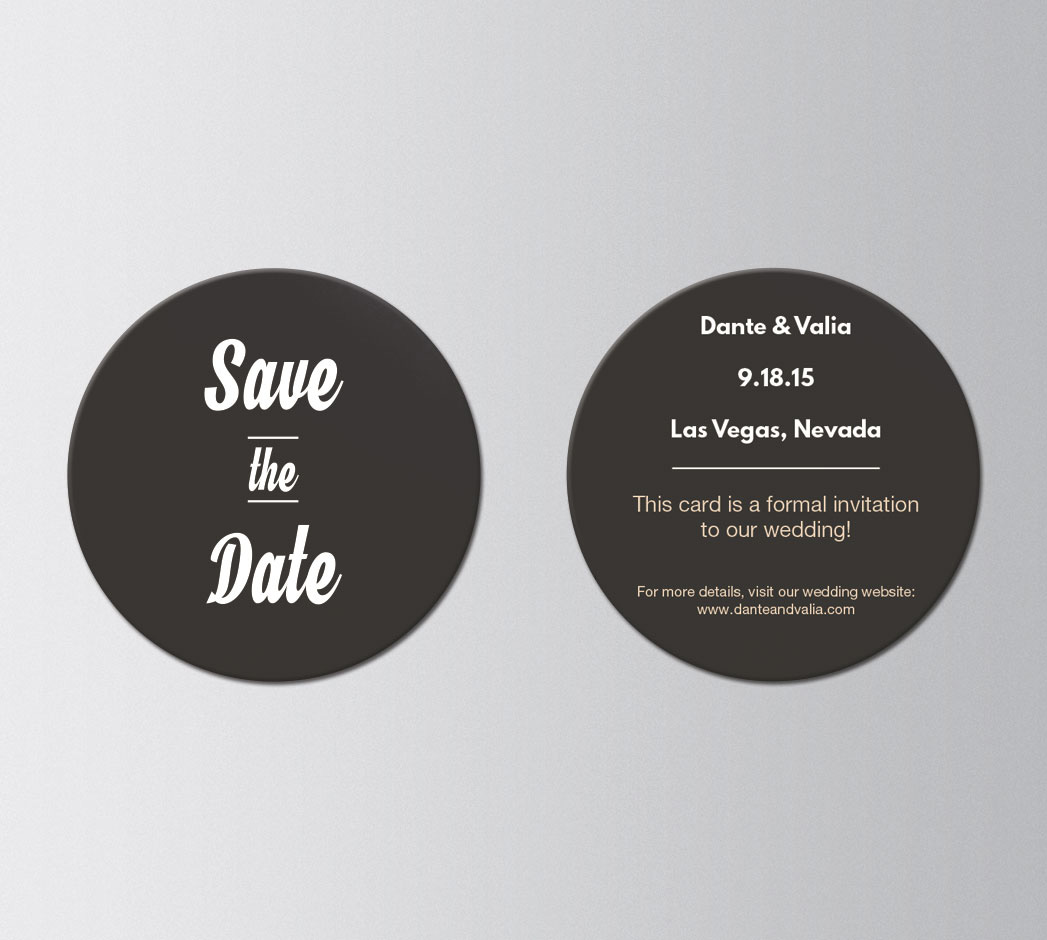 Save
the
Date
Dante & Valia
9.18.15
Las Vegas, Nevada
This card is a formal invitation
to our wedding!
For more details, visit our wedding website:
www.danteandvalia.com